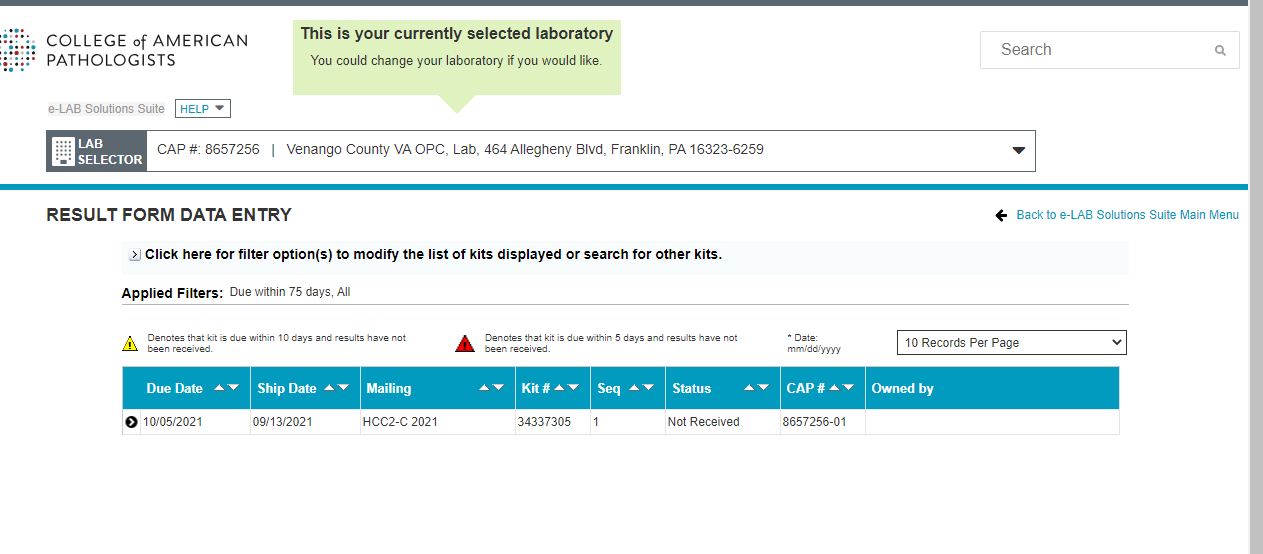 This is your currently selected laboratory
You could change your laboratory if you would like.
COLLEGE of AMERICAN
PATHOLOGISTS
Search
e-LAB Solutions Suite
HELP
LAB
SELECTOR
CAP #: 8657256 | Venango County VA OPC, Lab, 464 Allegheny Blvd, Franklin, PA 16323-6259
RESULT FORM DATA ENTRY
Back to e-LAB Solutions Suite Main Menu
Click here for filter option(s) to modify the list of kits displayed or search for other kits.
Applied Filters: Due within 75 days, All
Denotes that kit is due within 10 days and results have not
been received.
Denotes that kit is due within 5 days and results have not
been received.
* Date:
mm/dd/yyyy
10 Records Per Page
Due Date Ship Date Mailing Kit # Seq Status CAP # Owned by
10/05/2021 09/13/2021 HCC2-C 2021 34337305 1 Not Received 8657256-01